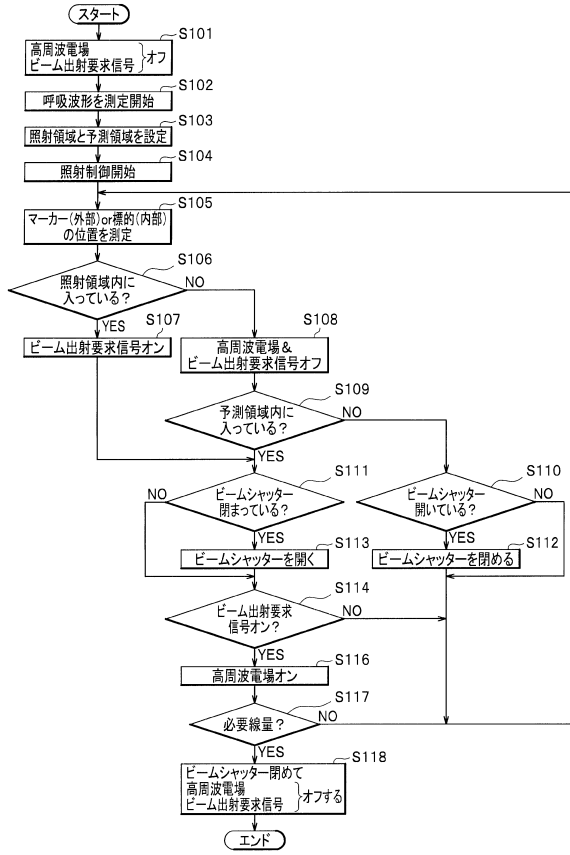 スタート
S101
高周波電場
ビーム出射要求信号
オフ
S102
呼吸波形を測定開始
S103
照射領域と予測領域を設定
S104
照射制御開始
S105
マーカー(外部)or標的(内部)
の位置を測定
S106
照射領域内に
入っている?
NO
YES
S107
ビーム出射要求信号オン
S108
高周波電場&
ビーム出射要求信号オフ
S109
予測領域内に
入っている?
NO
YES
S111
NO
ビームシャッター
閉まっている?
YES
S110
ビームシャッター
開いている?
NO
YES
S113
ビームシャッターを開く
S112
ビームシャッターを閉める
S114
ビーム出射要求
信号オン?
NO
YES
S116
高周波電場オン
S117
必要線量?
NO
YES
S118
ビームシャッター閉めて
高周波電場
ビーム出射要求信号
オフする
エンド